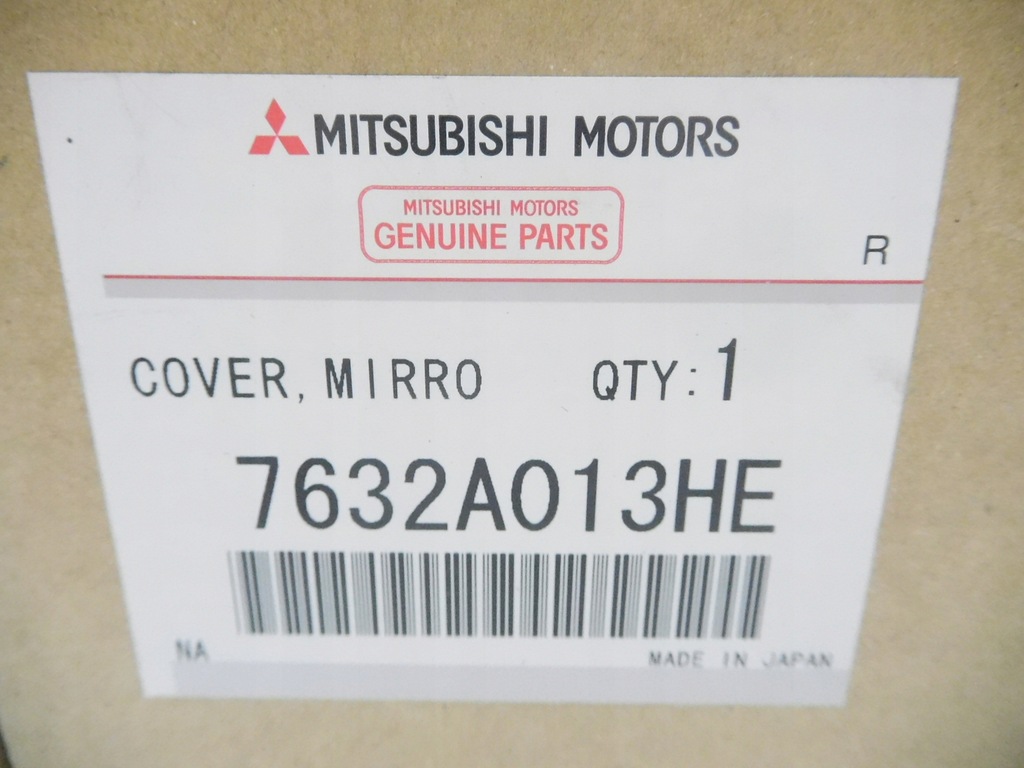 MITSUBISHI MOTORS
MITSUBISHI MOTORS
GENUINE PARTS
R
COVER, MIRRO QTY: 1
7632A013HE
NA
MADE IN JAPAN